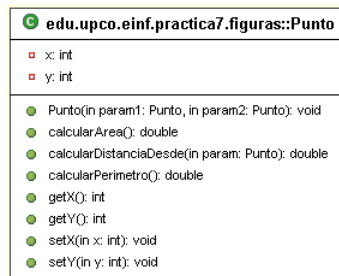 C edu.upco.einf.practica7.figuras::Punto
x: int
y: int
Punto(in param1: Punto, in param2: Punto): void
calcularArea(): double
calcularDistanciaDesde(in param: Punto): double
calcularPerimetro(): double
getX(): int
getY(): int
setX(in x: int): void
setY(in y: int): void